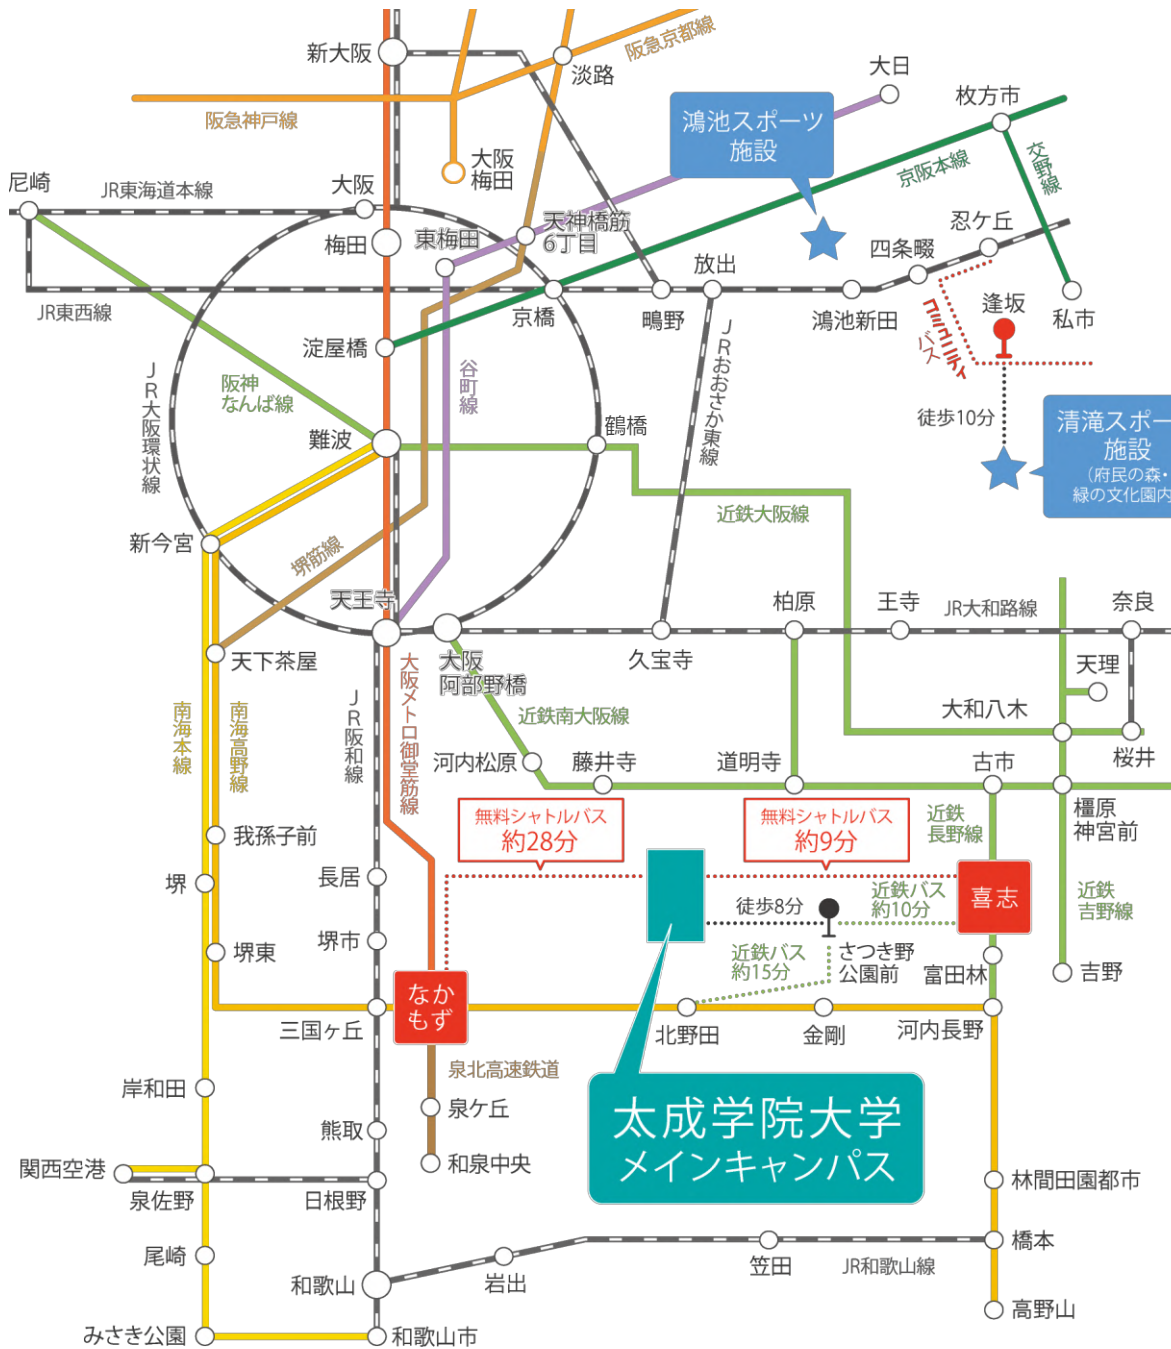 新大阪
淡路
阪急京都線
大日
枚方市
阪急神戸線
鴻池スポーツ
施設
大阪
梅田
京阪本線
交野線
尼崎
JR東海道本線
大阪
梅田
東梅田
天神橋筋
6丁目
忍ケ丘
四条畷
放出
JR東西線
京橋
鴫野
鴻池新田
コミュニティ
バス
逢坂
私市
淀屋橋
JRおおさか東線
谷町線
阪神
なんば線
JR大阪環状線
徒歩10分
難波
鶴橋
清滝スポーツ
施設
(府民の森・
緑の文化園内
近鉄大阪線
新今宮
堺筋線
天王寺
柏原
王寺
JR大和路線
奈良
天下茶屋
大阪
阿部野橋
久宝寺
天理
南海本線
南海高野線
JR阪和線
大阪メトロ御堂筋線
近鉄南大阪線
大和八木
河内松原
藤井寺
道明寺
古市
桜井
無料シャトルバス
約28分
無料シャトルバス
約9分
近鉄
長野線
橿原
神宮前
我孫子前
堺
長居
徒歩8分
近鉄バス
約10分
喜志
近鉄
吉野線
堺東
堺市
近鉄バス
約15分
さつき野
公園前
富田林
吉野
なか
もず
三国ヶ丘
北野田
金剛
河内長野
泉北高速鉄道
岸和田
泉ケ丘
太成学院大学
メインキャンパス
熊取
和泉中央
関西空港
泉佐野
日根野
林間田園都市
尾崎
和歌山
岩出
笠田
JR和歌山線
橋本
高野山
みさき公園
和歌山市